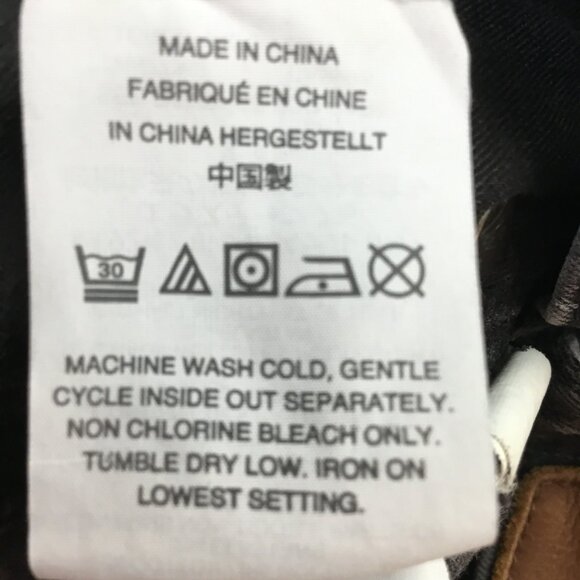 MADE IN CHINA
FABRIQUÉ EN CHINE
IN CHINA HERGESTELLT
中国製
30
MACHINE WASH COLD, GENTLE
CYCLE INSIDE OUT SEPARATELY.
NON CHLORINE BLEACH ONLY.
TUMBLE DRY LOW. IRON ON
LOWEST SETTING.